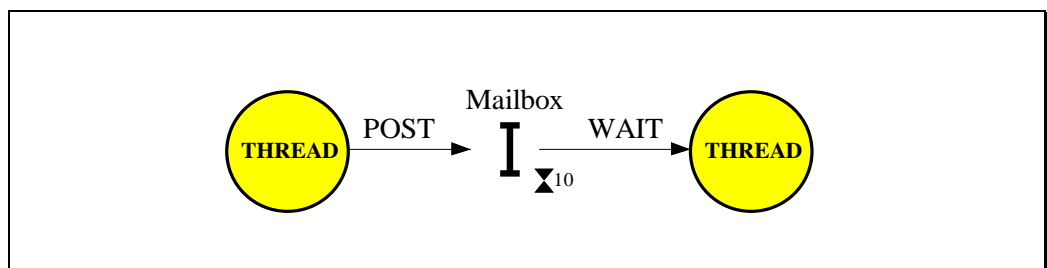 Mailbox
POST
WAIT
THREAD
THREAD
10